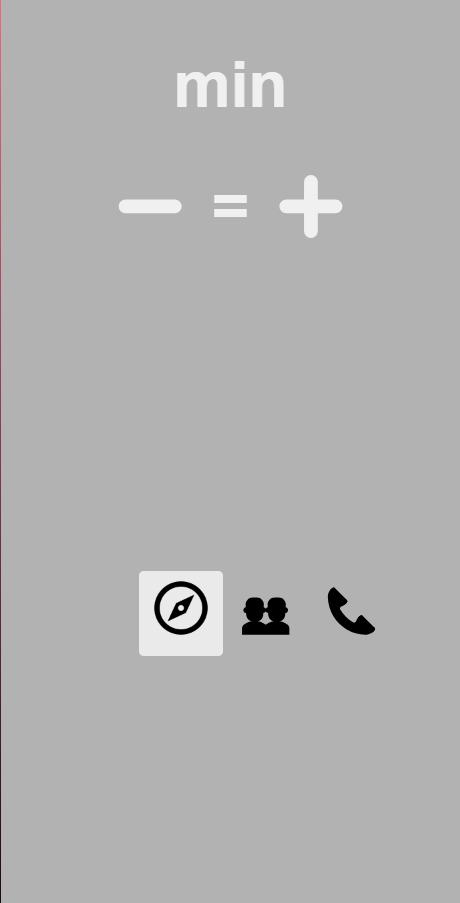 min
− = +